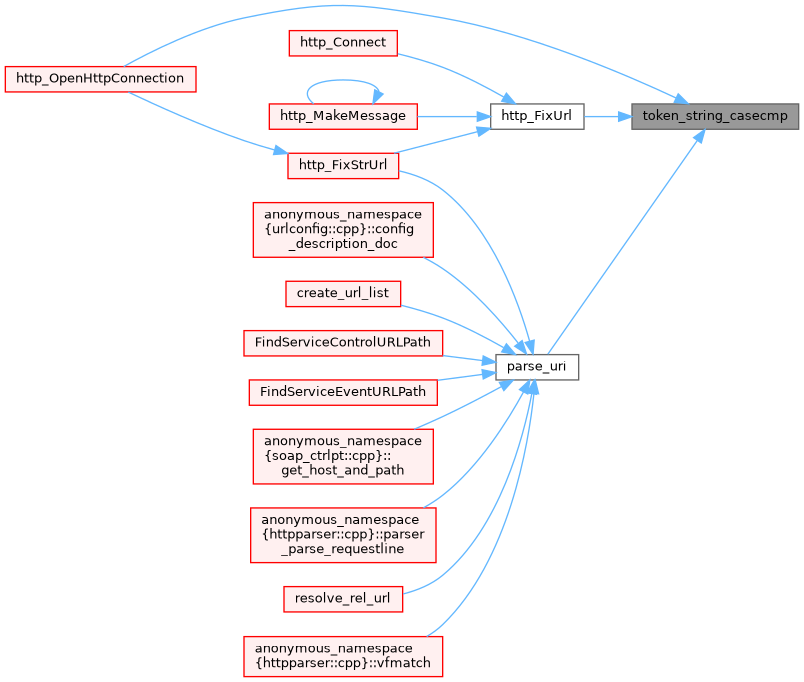 http_Connect
http_OpenHttpConnection
http_MakeMessage
http_FixUrl
token_string_casecmp
http_FixStrUrl
anonymous_namespace
{urlconfig::cpp}::config
_description_doc
create_url_list
FindServiceControlURLPath
parse_uri
FindServiceEventURLPath
anonymous_namespace
{soap_ctrlpt::cpp}::
get_host_and_path
anonymous_namespace
{httpparser::cpp}::parser
_parse_requestline
resolve_rel_url
anonymous_namespace
{httpparser::cpp}::vfmatch